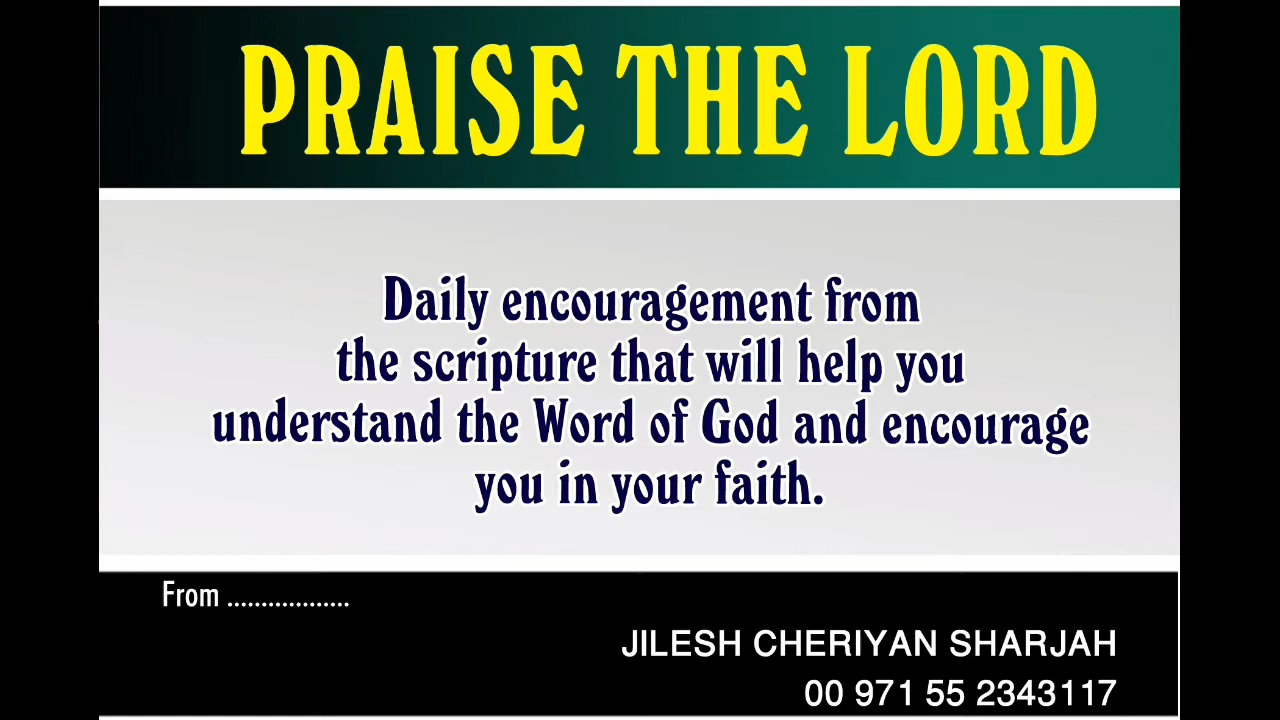 PRAISE THE LORD
Daily encouragement from
the scripture that will help you
understand the Word of God and encourage
you in your faith.
From ..................
JILESH CHERIYAN SHARJAH
00 971 55 2343117